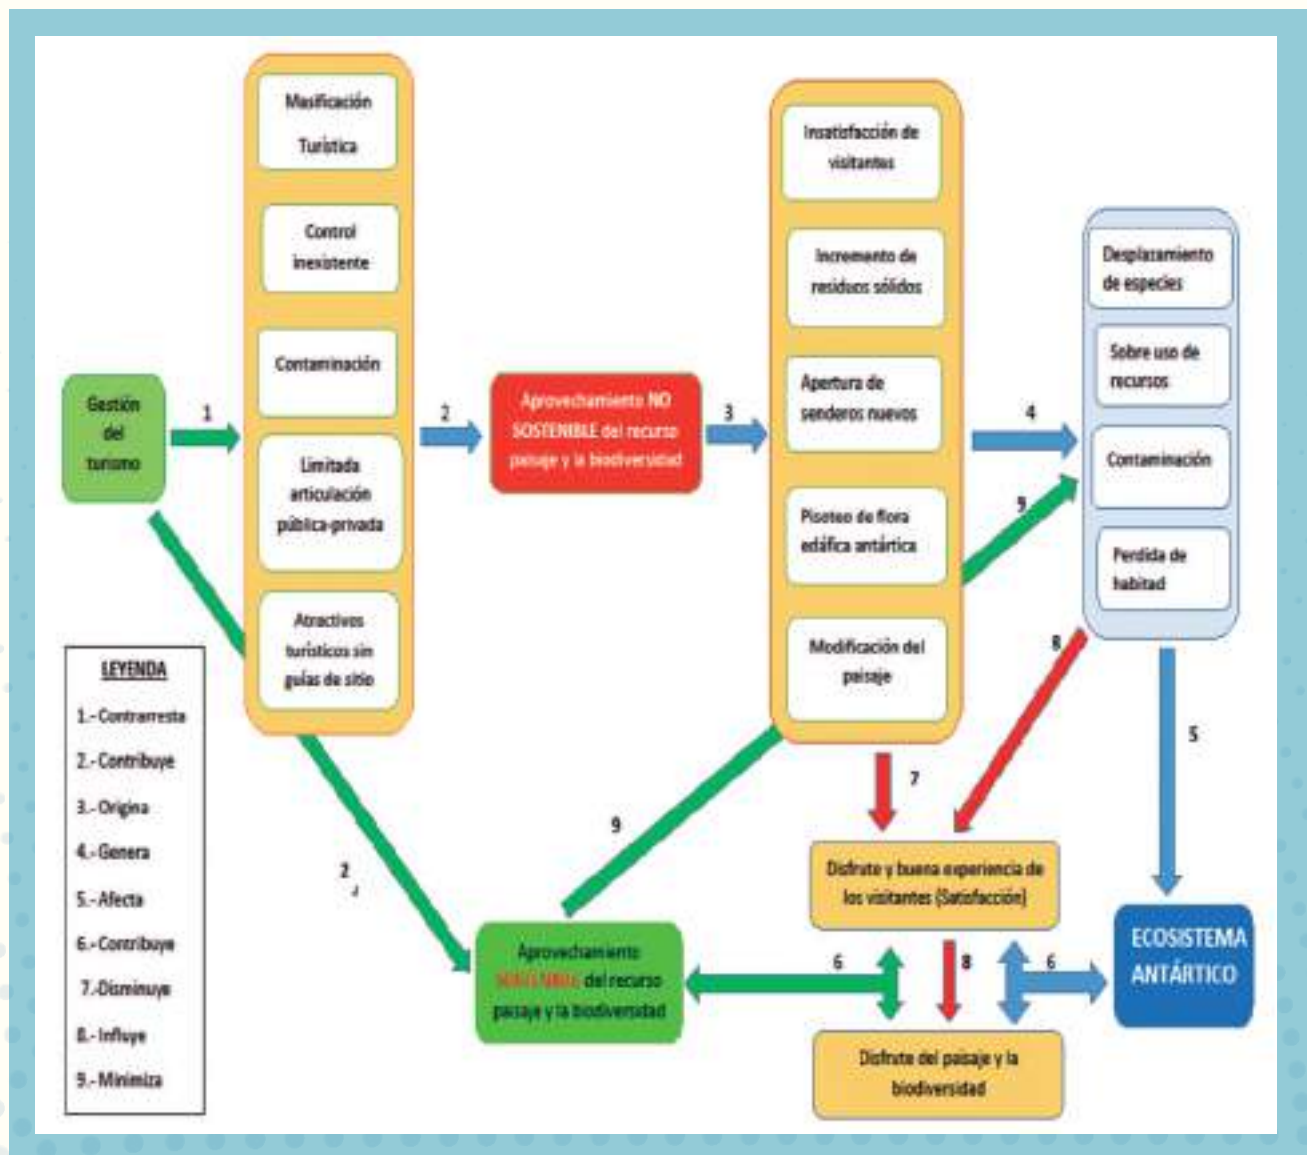 Masificación
Turística
Control
inexistente
Contaminación
Limitada
articulación
pública-privada
Atractivos
turísticos sin
guías de sitio
Gestión
del
turismo
1
2
Aprovechamiento NO
SOSTENIBLE del recurso
paisaje y la biodiversidad
3
Insatisfacción de
visitantes
Incremento de
residuos sólidos
Apertura de
senderos nuevos
Pisoteo de flora
edáfica antártica
Modificación del
paisaje
4
9
Desplazamiento
de especies
Sobre uso de
recursos
Contaminación
Perdida de
habitad
8
5
7
9
2
LEYENDA
1.- Contrarresta
2.- Contribuye
3.- Origina
4.- Genera
5.- Afecta
6.- Contribuye
7.-Disminuye
8.- Influye
9.- Minimiza
Aprovechamiento
SOSTENIBLE del recurso
paisaje y la biodiversidad
Disfrute y buena experiencia de
los visitantes (Satisfacción)
6
8
6
Disfrute del paisaje y la
biodiversidad
ECOSISTEMA
ANTÁRTICO